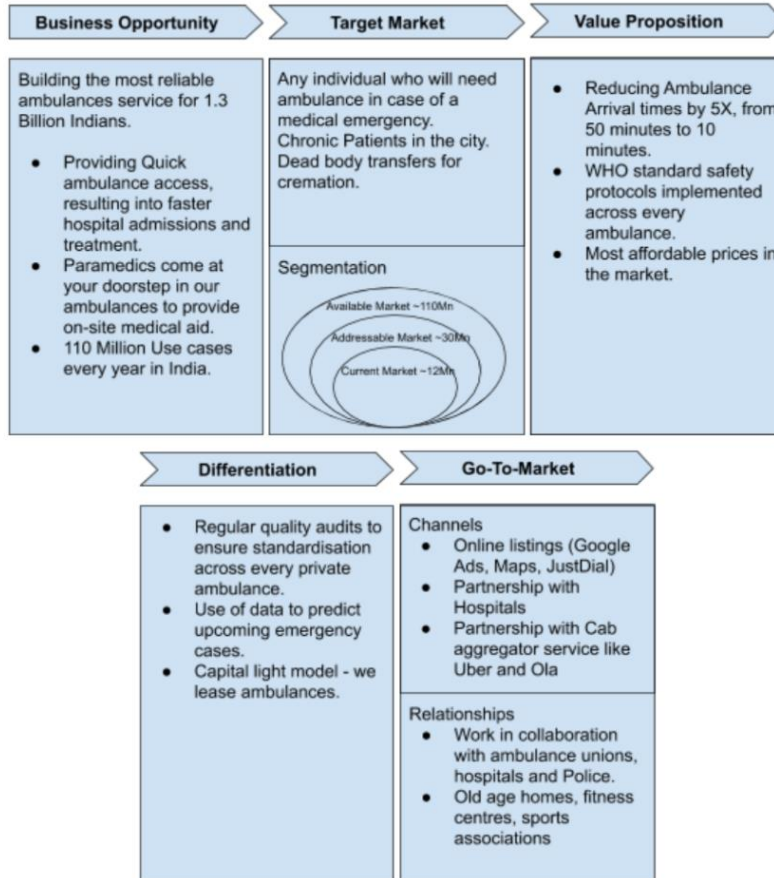 Business Opportunity
Building the most reliable
ambulances service for 1.3
Billion Indians.
● Providing Quick
ambulance access,
resulting into faster
hospital admissions and
treatment.
● Paramedics come at
your doorstep in our
ambulances to provide
on-site medical aid.
● 110 Million Use cases
every year in India.
Target Market
Any individual who will need
ambulance in case of a
medical emergency.
Chronic Patients in the city.
Dead body transfers for
cremation.
Segmentation
Available Market ~110Mn
Addressable Market ~30Mn
Current Market ~12Mn
Value Proposition
● Reducing Ambulance
Arrival times by 5X, from
50 minutes to 10
minutes.
● WHO standard safety
protocols implemented
across every
ambulance.
● Most affordable prices in
the market.
Differentiation
● Regular quality audits to
ensure standardisation
across every private
ambulance.
● Use of data to predict
upcoming emergency
cases.
● Capital light model - we
lease ambulances.
Go-To-Market
Channels
● Online listings (Google
Ads, Maps, JustDial)
● Partnership with
Hospitals
● Partnership with Cab
aggregator service like
Uber and Ola
Relationships
● Work in collaboration
with ambulance unions,
hospitals and Police.
● Old age homes, fitness
centres, sports
associations